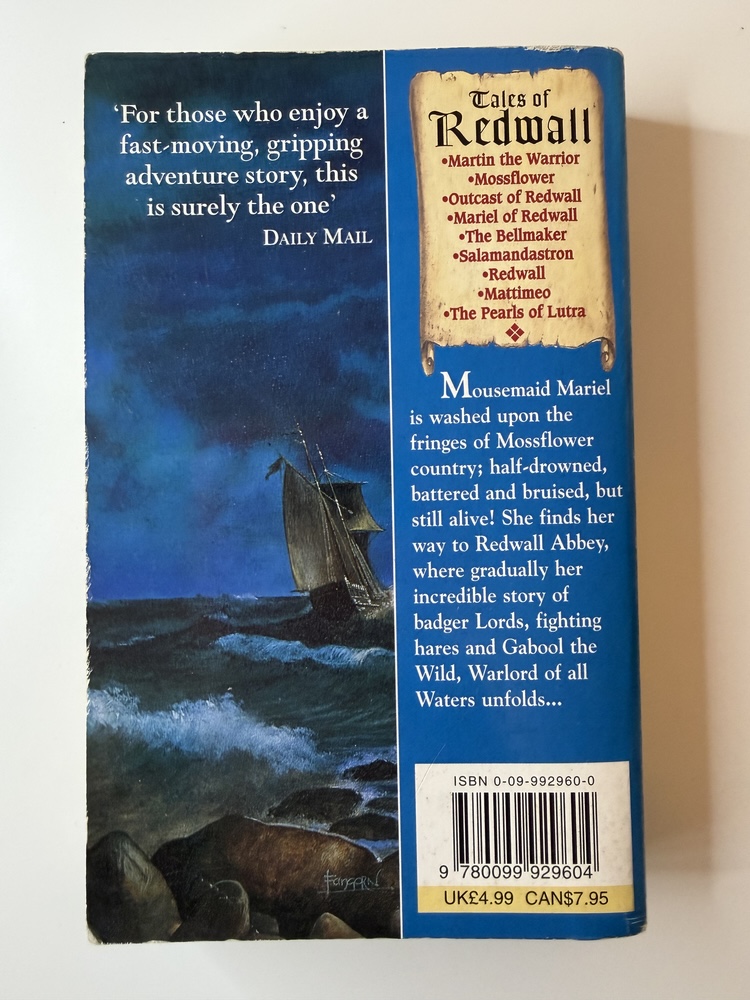 ‘For those who enjoy a
fast-moving, gripping
adventure story, this
is surely the one’
DAILY MAIL
Tales of
Redwall
•Martin the Warrior
•Mossflower
•Outcast of Redwall
•Mariel of Redwall
•The Bellmaker
•Salamandastron
•Redwall
•Mattimeo
•The Pearls of Lutra
Mousemaid Mariel
is washed upon the
fringes of Mossflower
country; half-drowned,
battered and bruised, but
still alive! She finds her
way to Redwall Abbey,
where gradually her
incredible story of
badger Lords, fighting
hares and Gabool the
Wild, Warlord of all
Waters unfolds...
Fangorn
ISBN 0-09-992960-0
9 780099 929604
UK£4.99 CAN$7.95